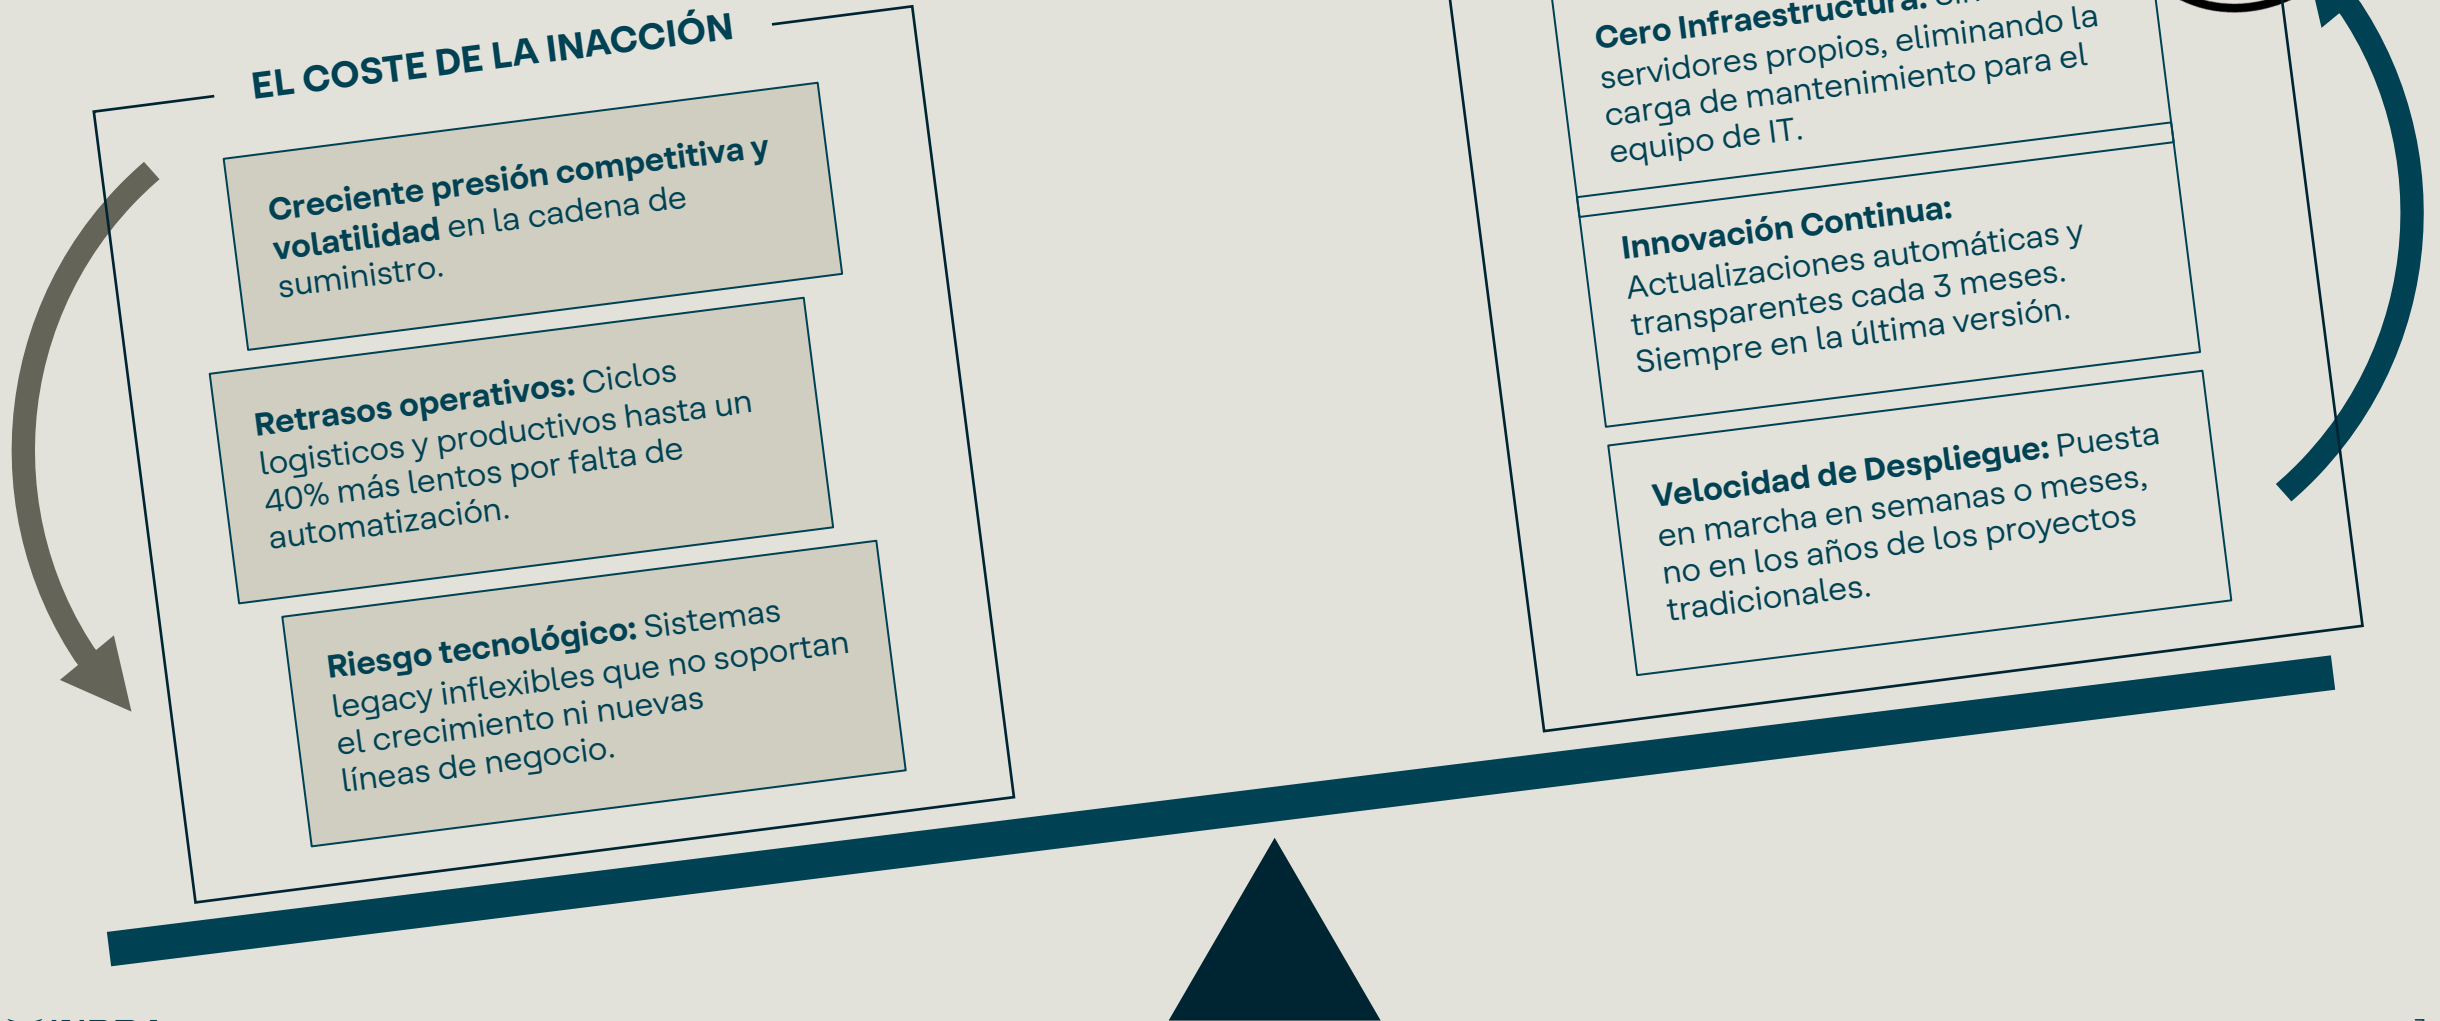 EL COSTE DE LA INACCIÓN
Creciente presión competitiva y
volatilidad en la cadena de
suministro.
Retrasos operativos: Ciclos
logisticos y productivos hasta un
40% más lentos por falta de
automatización.
Riesgo tecnológico: Sistemas
legacy inflexibles que no soportan
el crecimiento ni nuevas
líneas de negocio.
Cero Infraestructura: Sin
servidores propios, eliminando la
carga de mantenimiento para el
equipo de IT.
Innovación Continua:
Actualizaciones automáticas y
transparentes cada 3 meses.
Siempre en la última versión.
Velocidad de Despliegue: Puesta
en marcha en semanas o meses,
no en los años de los proyectos
tradicionales.